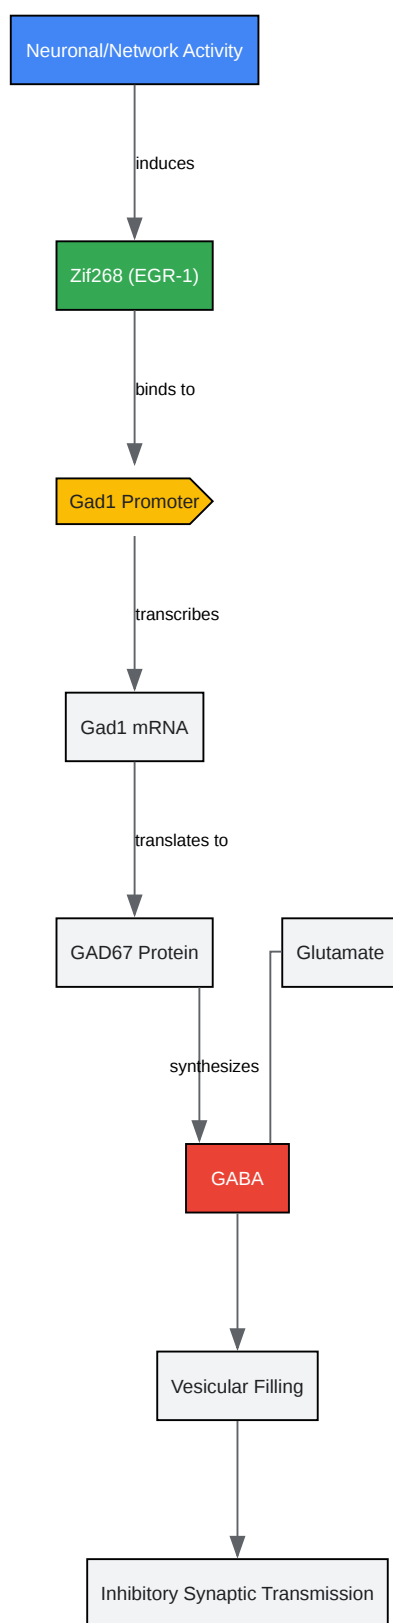 Neuronal/Network Activity
induces
Zif268 (EGR-1)
binds to
Gad1 Promoter
transcribes
Gad1 mRNA
translates to
GAD67 Protein
Glutamate
synthesizes
GABA
Vesicular Filling
Inhibitory Synaptic Transmission